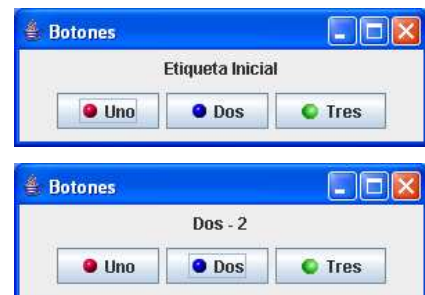 Botones
Etiqueta Inicial
Uno Dos Tres
Botones
Dos - 2
Uno Dos Tres